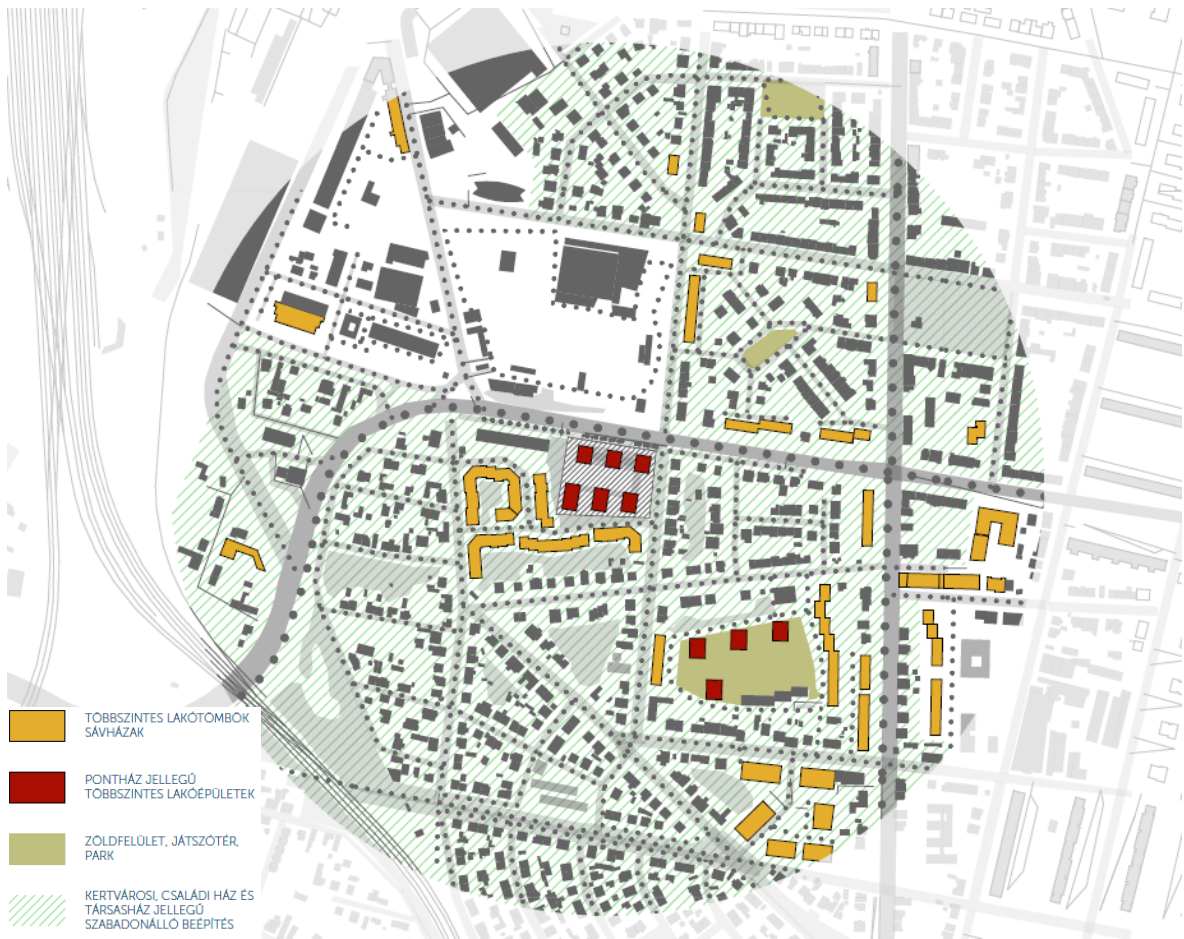 TÖBBSZINTES LAKÓTÖMBÖK
SÁVHÁZAK
PONTHÁZ JELLEGŰ
TÖBBSZINTES LAKÓÉPÜLETEK
ZÖLDFELÜLET, JÁTSZÓTÉR,
PARK
KERTVÁROSI, CSALÁDI HÁZ ÉS
TÁRSASHÁZ JELLEGŰ
SZABADONÁLLÓ BEÉPÍTÉS